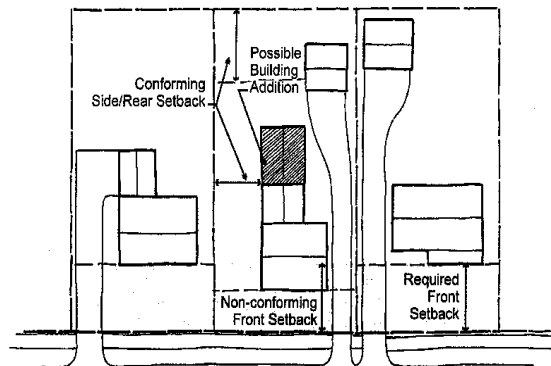 Possible
Building
Addition
Conforming
Side/Rear Setback
Non-conforming
Front Setback
Required
Front
Setback